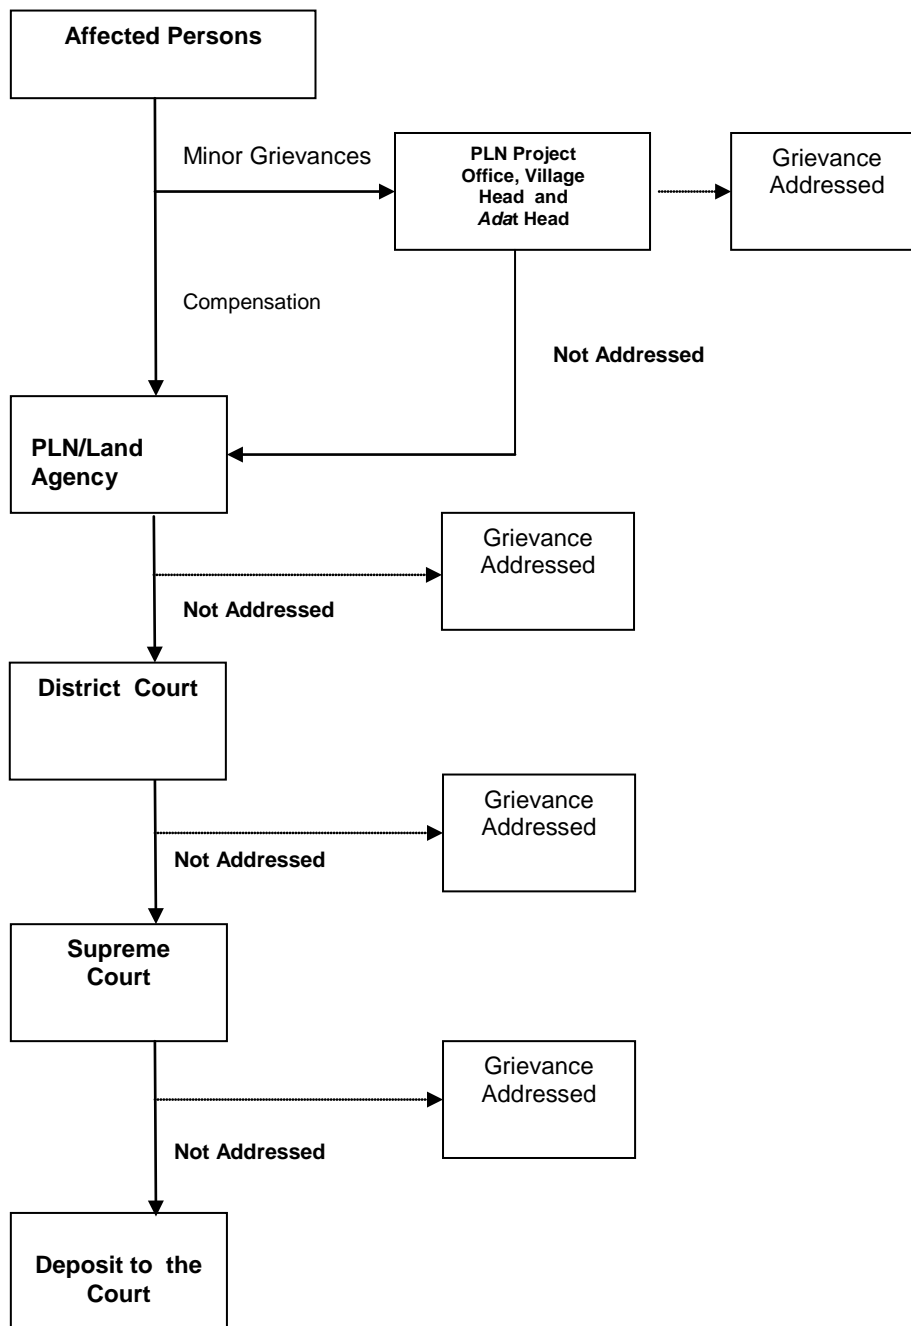 Affected Persons
Minor Grievances
PLN Project
Office, Village
Head and
Adat Head
Grievance
Addressed
Compensation
Not Addressed
PLN/Land
Agency
Grievance
Addressed
Not Addressed
District Court
Grievance
Addressed
Not Addressed
Supreme
Court
Grievance
Addressed
Not Addressed
Deposit to the
Court